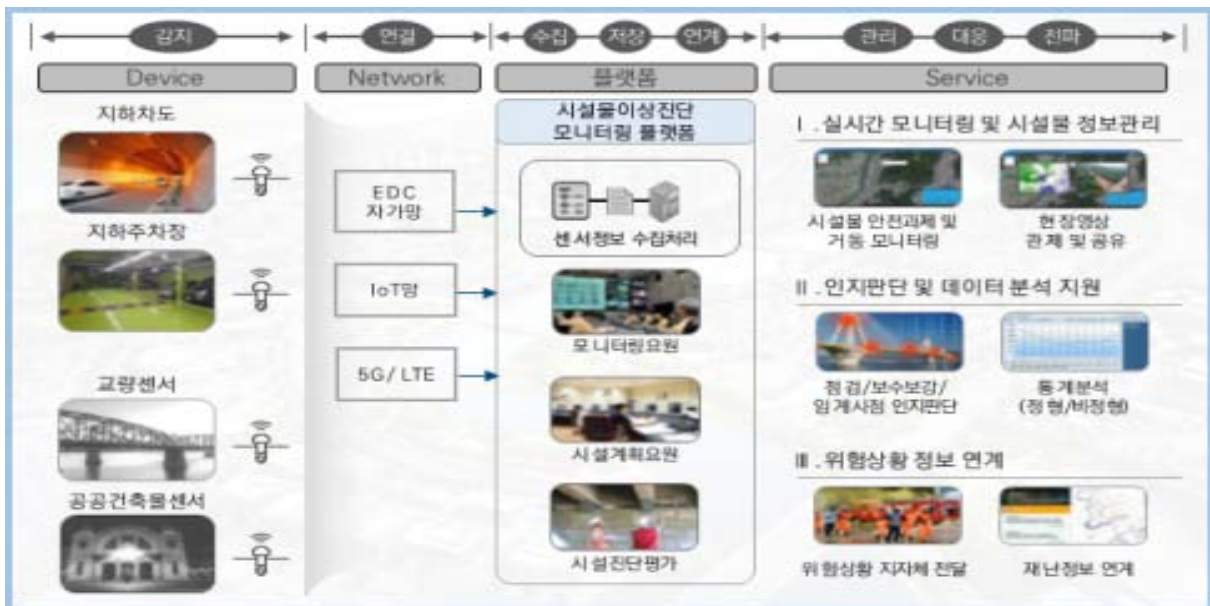 감지
연결
수집
저장
연계
관리
대응
전파
Device
Network
플랫폼
Service
지하차도
지하주차장
교량센서
공공건축물센서
EDC
자가망
IoT망
5G/ LTE
시설물이상진단
모니터링 플랫폼
센서정보 수집처리
모니터링요원
시설계획요원
시설진단평가
Ⅰ.실시간 모니터링 및 시설물 정보관리
시설물 안전과제 및
거동 모니터링
현장영상
관제 및 공유
Ⅱ.인지판단 및 데이터 분석 지원
점검/보수보강/
임계시점 인지판단
통계분석
(정형/비정형)
Ⅲ.위험상황 정보 연계
위험상황 지자체 전달
재난정보 연계